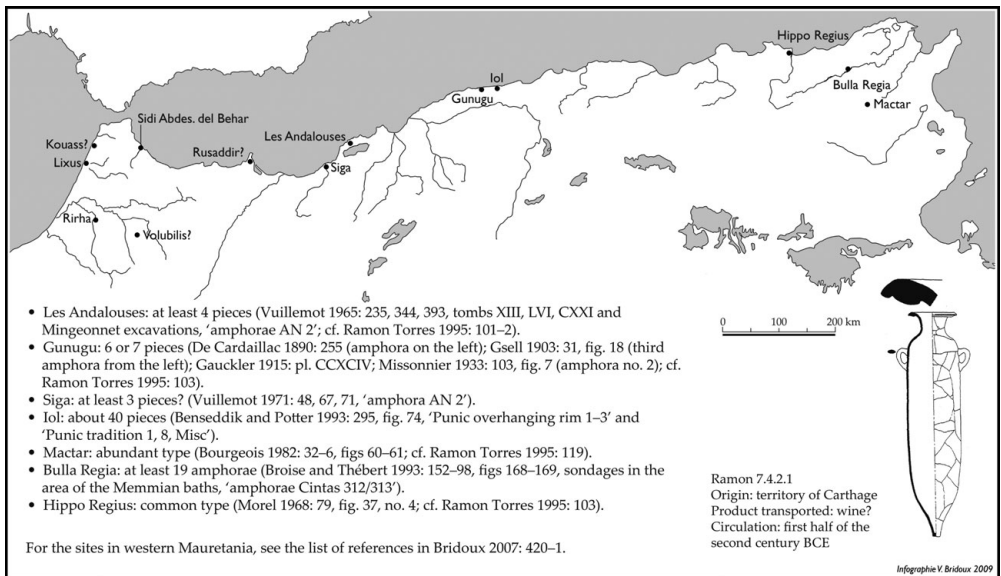 Hippo Regius
Iol
Gunugu
Bulla Regia
Mactar
Sidi Abdes. del Behar
Les Andalouses
Kouass?
Rusaddir?
Lixus
Siga
Rirha
Volubilis?
0 100 200 km
• Les Andalouses: at least 4 pieces (Vuillemot 1965: 235, 344, 393, tombs XIII, LVI, CXXI and
Mingeonnet excavations, ‘amphorae AN 2’; cf. Ramon Torres 1995: 101–2).
• Gunugu: 6 or 7 pieces (De Cardaillac 1890: 255 (amphora on the left); Gsell 1903: 31, fig. 18 (third
amphora from the left); Gauckler 1915: pl. CCXCIV; Missonnier 1933: 103, fig. 7 (amphora no. 2); cf.
Ramon Torres 1995: 103).
• Siga: at least 3 pieces? (Vuillemot 1971: 48, 67, 71, ‘amphora AN 2’).
• Iol: about 40 pieces (Benseddik and Potter 1993: 295, fig. 74, ‘Punic overhanging rim 1–3’ and
‘Punic tradition 1, 8, Misc’).
• Mactar: abundant type (Bourgeois 1982: 32–6, figs 60–61; cf. Ramon Torres 1995: 119).
• Bulla Regia: at least 19 amphorae (Broise and Thébert 1993: 152–98, figs 168–169, sondages in the
area of the Memmian baths, ‘amphorae Cintas 312/313’).
• Hippo Regius: common type (Morel 1968: 79, fig. 37, no. 4; cf. Ramon Torres 1995: 103).
For the sites in western Mauretania, see the list of references in Bridoux 2007: 420–1.
Ramon 7.4.2.1
Origin: territory of Carthage
Product transported: wine?
Circulation: first half of the
second century BCE
Infographie V. Bridoux 2009